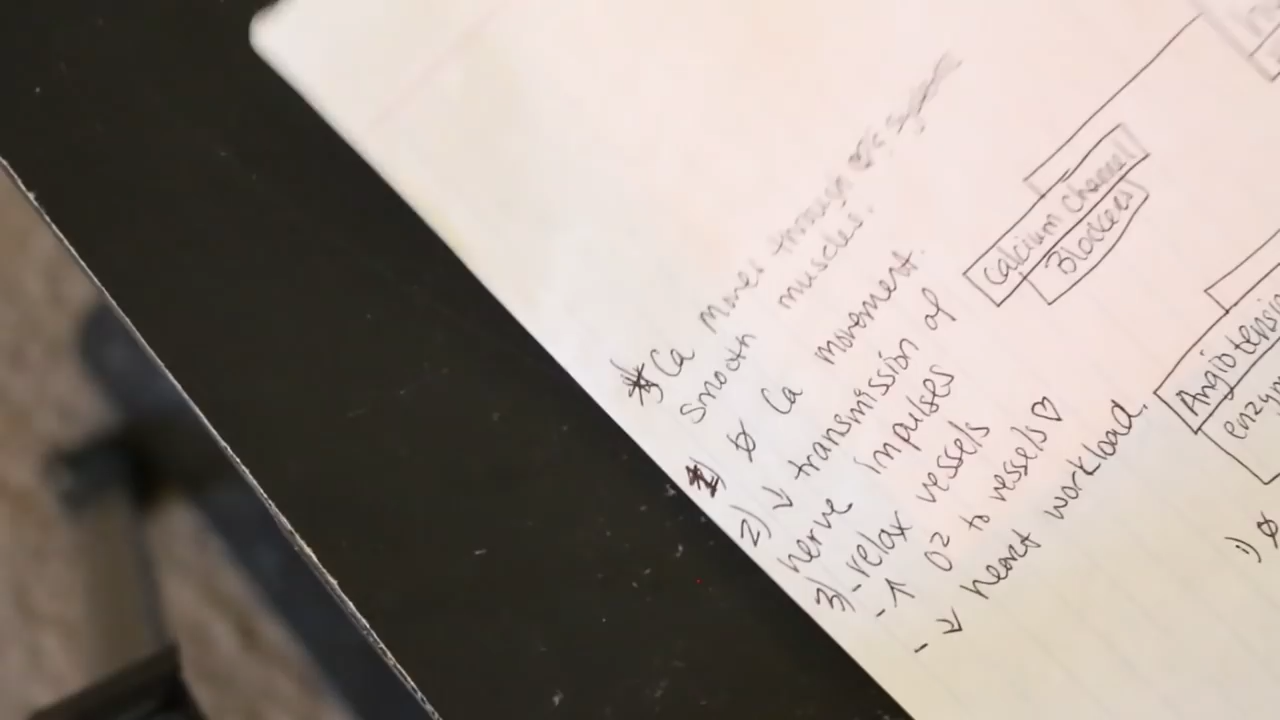 Calcium Channel
Blockers
* Ca moves through
smooth muscles.
1) ø Ca movement.
2) ↓ transmission of
nerve impulses
3) - relax vessels
- ↑ O2 to vessels ♡
- ↓ heart workload.
Angiotensi
enzym
1) ø